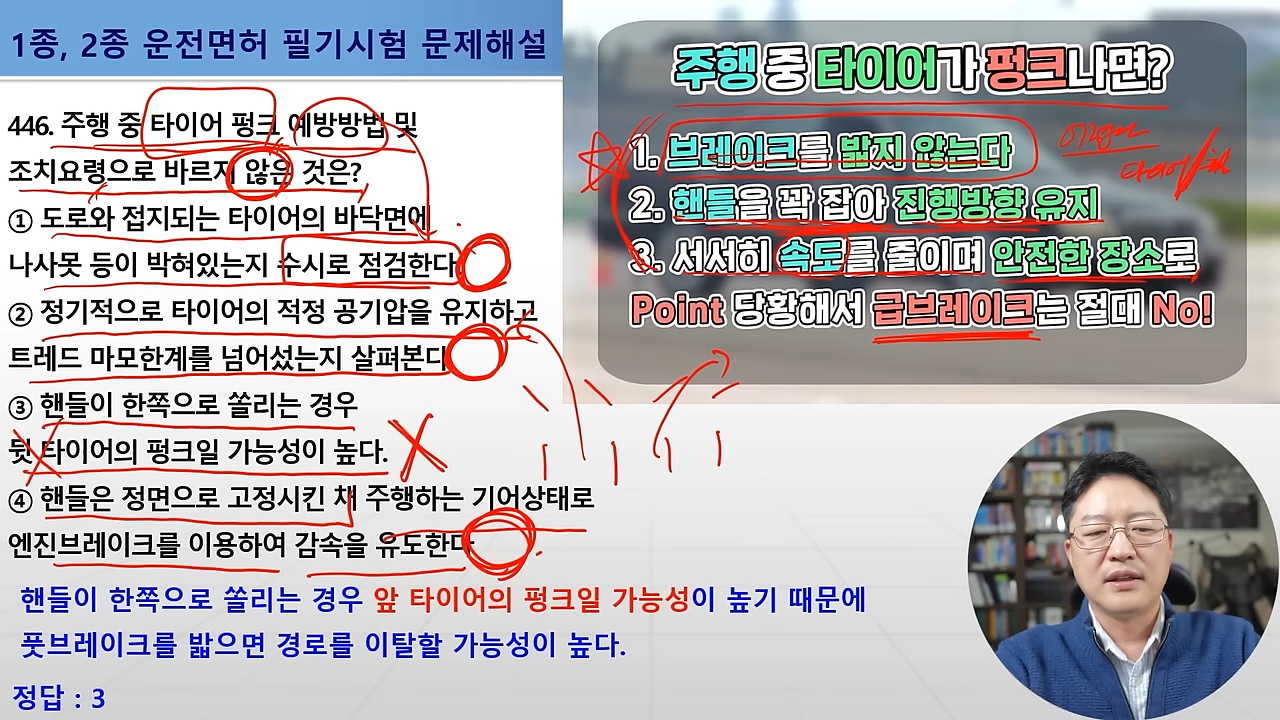 1종, 2종 운전면허 필기시험 문제해설
446. 주행 중 타이어 펑크 예방방법 및
조치요령으로 바르지 않은 것은?
① 도로와 접지되는 타이어의 바닥면에
나사못 등이 박혀있는지 수시로 점검한다
② 정기적으로 타이어의 적정 공기압을 유지하고
트레드 마모한계를 넘어섰는지 살펴본다
③ 핸들이 한쪽으로 쏠리는 경우
뒷 타이어의 펑크일 가능성이 높다.
④ 핸들은 정면으로 고정시킨 채 주행하는 기어상태로
엔진브레이크를 이용하여 감속을 유도한다
핸들이 한쪽으로 쏠리는 경우 앞 타이어의 펑크일 가능성이 높기 때문에
풋브레이크를 밟으면 경로를 이탈할 가능성이 높다.
정답 : 3
주행 중 타이어가 펑크나면?
1. 브레이크를 밟지 않는다
2. 핸들을 꽉 잡아 진행방향 유지
3. 서서히 속도를 줄이며 안전한 장소로
Point 당황해서 급브레이크는 절대 No!
타이어